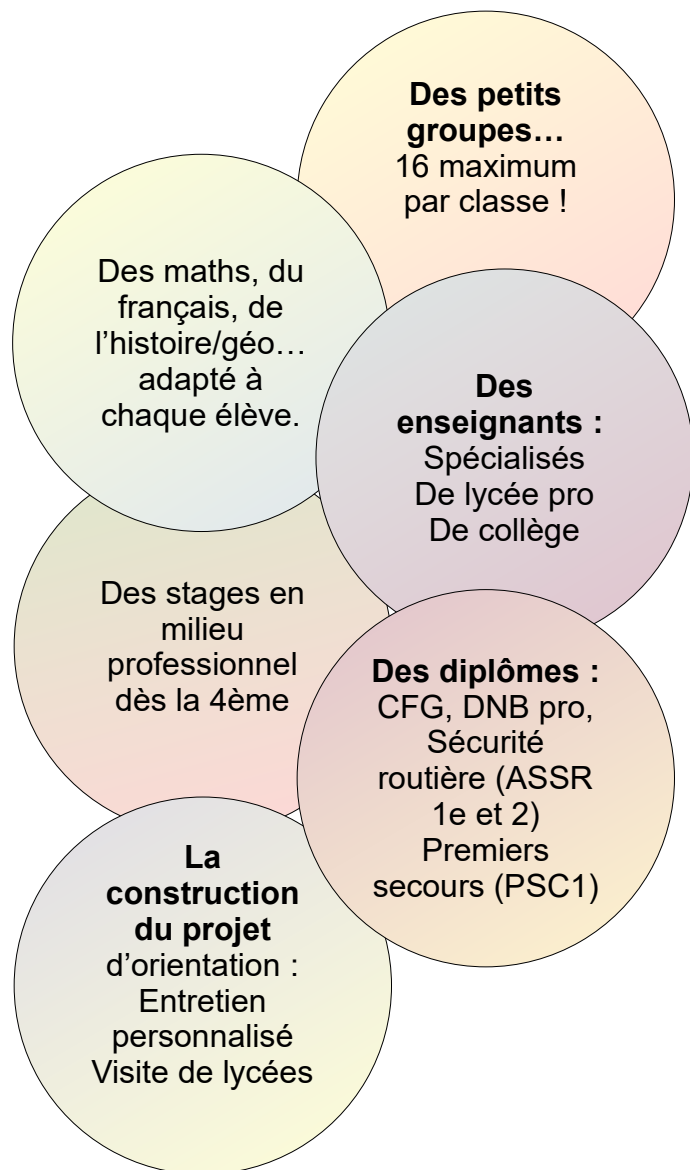 Des petits
groupes…
16 maximum
par classe !
Des maths, du
français, de
l’histoire/géo…
adapté à
chaque élève.
Des
enseignants :
Spécialisés
De lycée pro
De collège
Des stages en
milieu
professionnel
dès la 4ème
Des diplômes :
CFG, DNB pro,
Sécurité
routière (ASSR
1e et 2)
Premiers
secours (PSC1)
La
construction
du projet
d’orientation :
Entretien
personnalisé
Visite de lycées